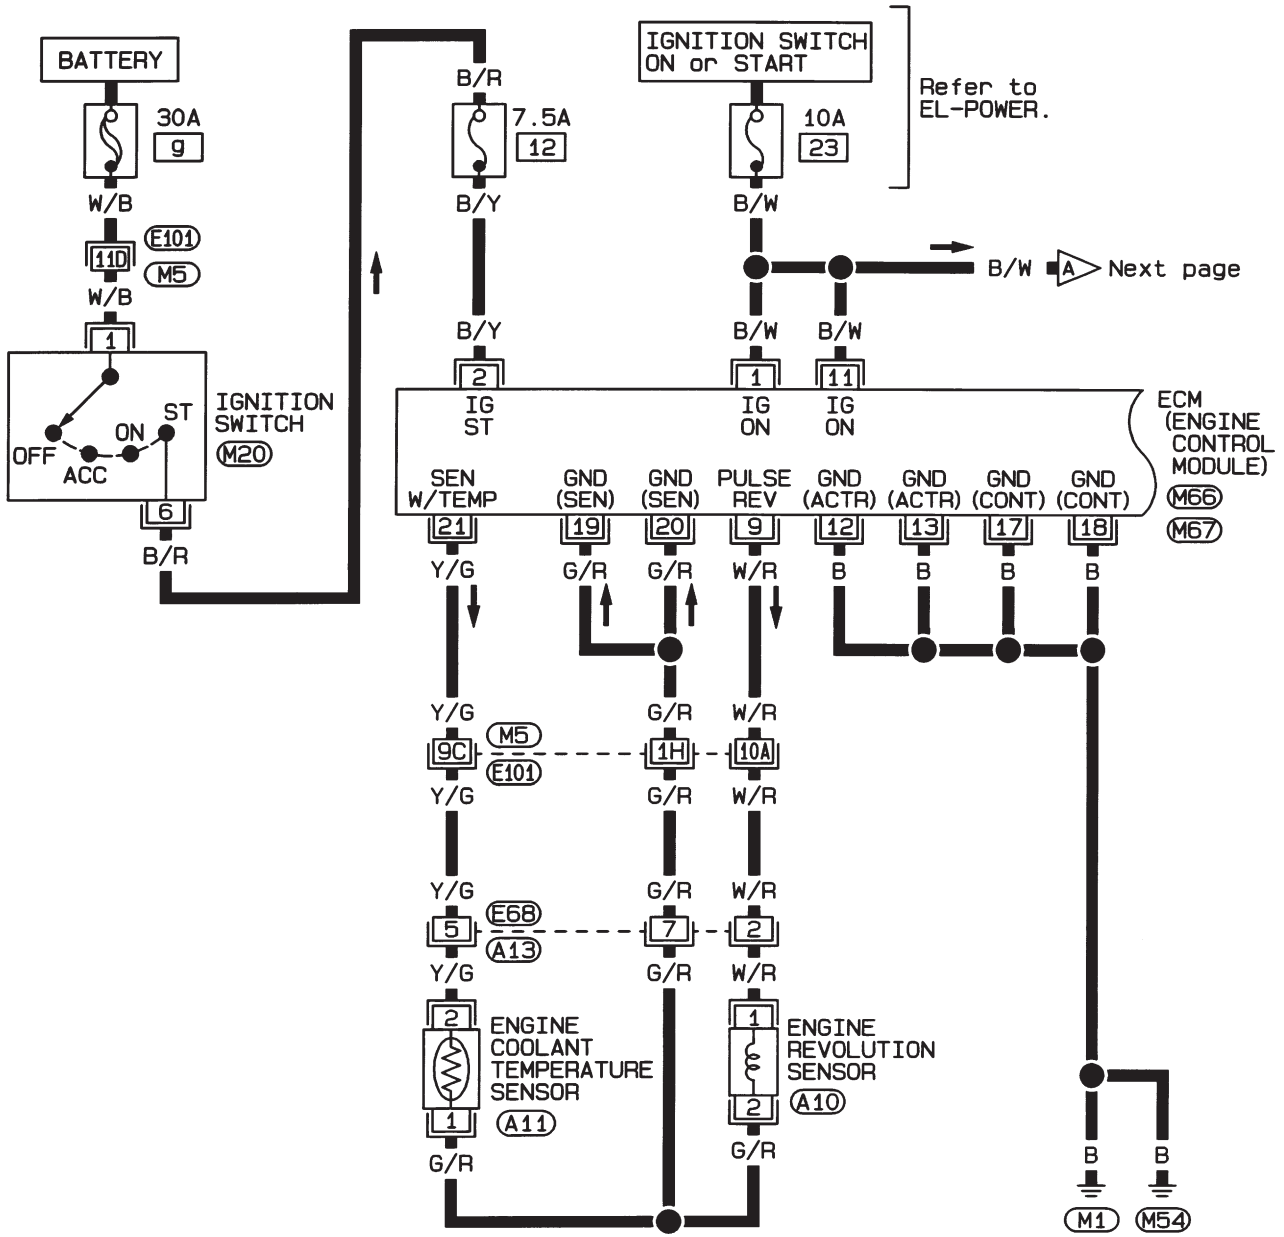 BATTERY
30A
g
W/B
E101
11D
M5
W/B
1
OFF
ACC
ON
ST
IGNITION
SWITCH
M20
6
B/R
B/R
7.5A
12
B/Y
B/Y
2
IG
ST
IGNITION SWITCH
ON or START
Refer to
EL-POWER.
10A
23
B/W
B/W
A
Next page
B/W
B/W
1
11
IG
ON
IG
ON
ECM
(ENGINE
CONTROL
MODULE)
M66
M67
SEN
W/TEMP
GND
(SEN)
GND
(SEN)
PULSE
REV
GND
(ACTR)
GND
(ACTR)
GND
(CONT)
GND
(CONT)
21
19
20
9
12
13
17
18
Y/G
G/R
G/R
W/R
B
B
B
B
Y/G
G/R
W/R
9C
M5
E101
1H
10A
Y/G
G/R
W/R
Y/G
G/R
W/R
5
E68
A13
7
2
Y/G
G/R
W/R
2
ENGINE
COOLANT
TEMPERATURE
SENSOR
A11
1
G/R
1
ENGINE
REVOLUTION
SENSOR
A10
2
G/R
B
B
M1
M54